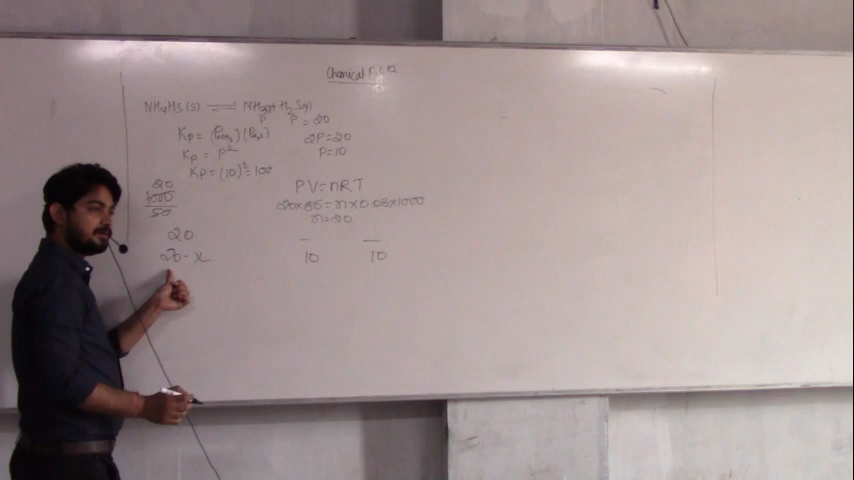 Chemical
NH4HS(s) ⇌ NH3(g) + H2S(g)
P P = 20
Kp = (PNH3) (PH2S)
2P = 20
Kp = P²
P = 10
Kp = (10)² = 100
20
1000
50
PV = nRT
n = 20
20
20 - x
— —
10 10